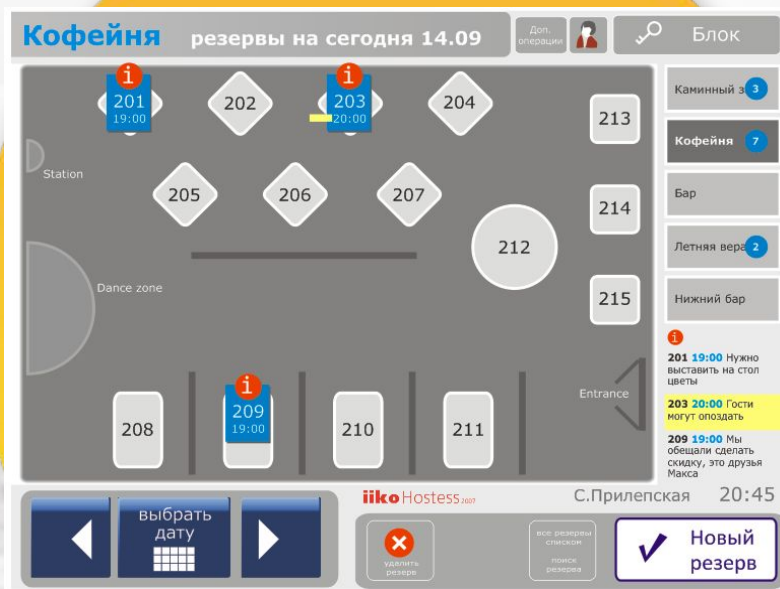 Кофейня резервы на сегодня 14.09
Доп.
операции
Блок
i
201
19:00
202
i
203
20:00
204
213
Station
205
206
207
214
212
Dance zone
215
Entrance
208
i
209
19:00
210
211
Каминный з 3
Кофейня 7
Бар
Летняя вера 2
Нижний бар
i
201 19:00 Нужно
выставить на стол
цветы
203 20:00 Гости
могут опоздать
209 19:00 Мы
обещали сделать
скидку, это друзья
Макса
выбрать
дату
iiko Hostess 2007
С.Прилепская 20:45
удалить
резерв
все резервы
списком
поиск
резерва
Новый
резерв